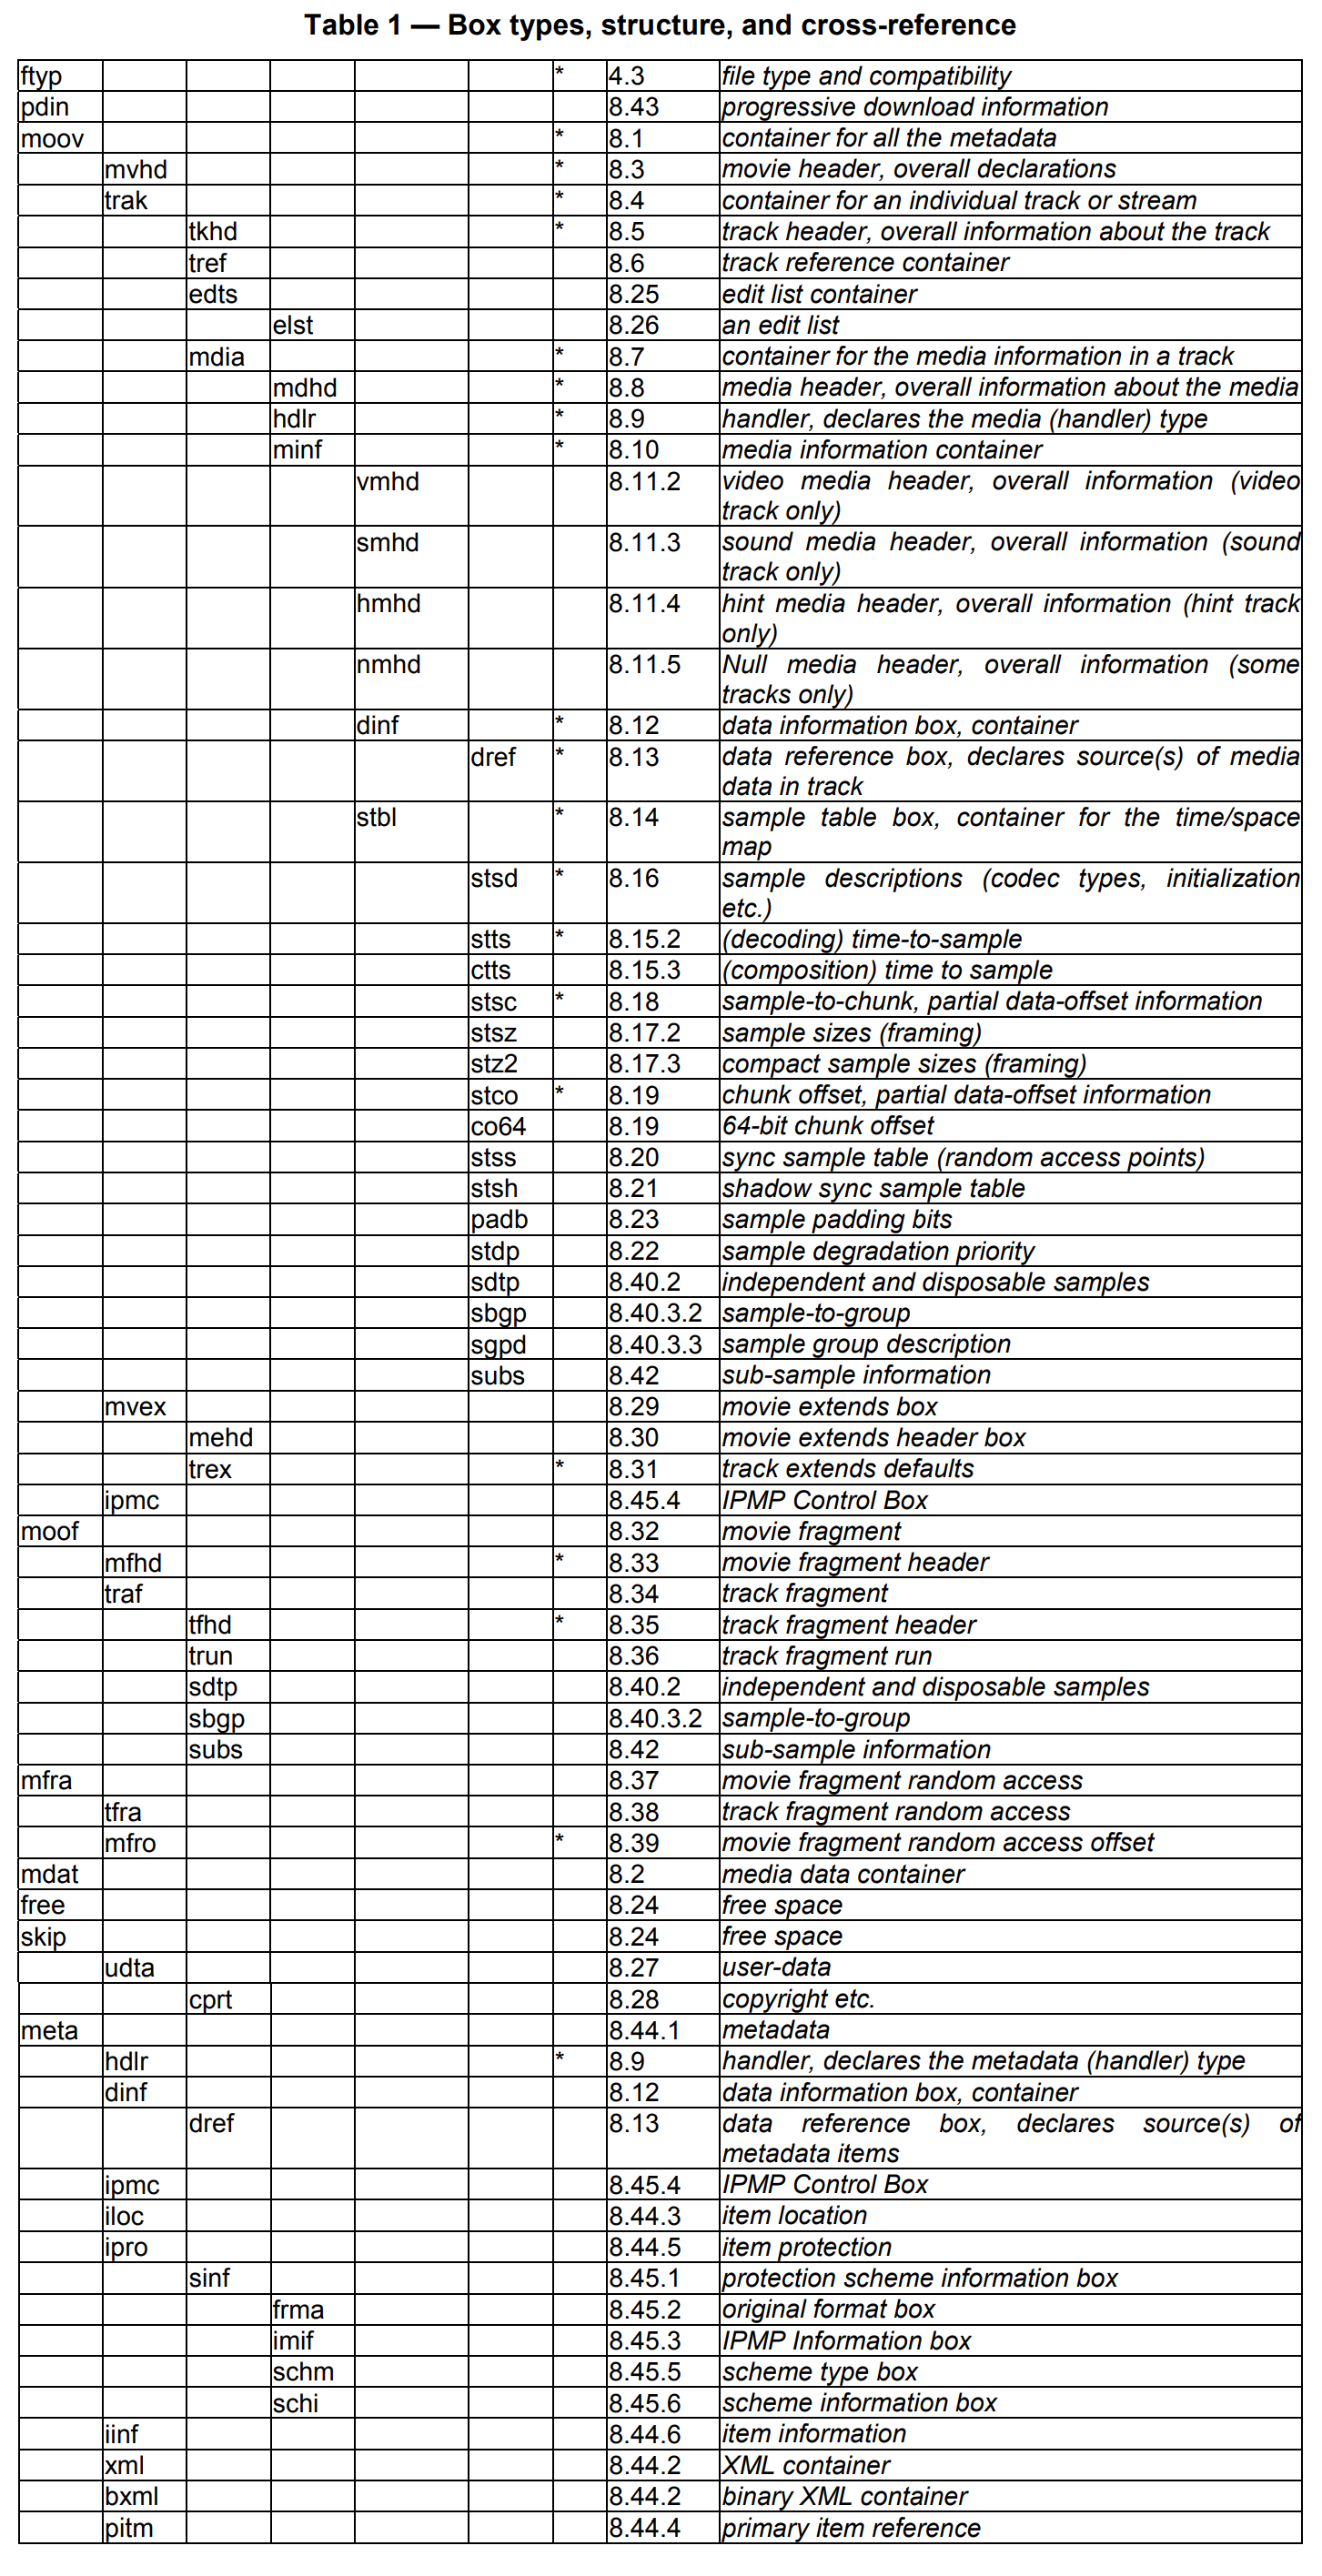 Table 1 — Box types, structure, and cross-reference
ftyp * 4.3 file type and compatibility
pdin 8.43 progressive download information
moov * 8.1 container for all the metadata
mvhd * 8.3 movie header, overall declarations
trak * 8.4 container for an individual track or stream
tkhd * 8.5 track header, overall information about the track
tref 8.6 track reference container
edts 8.25 edit list container
elst 8.26 an edit list
mdia * 8.7 container for the media information in a track
mdhd * 8.8 media header, overall information about the media
hdlr * 8.9 handler, declares the media (handler) type
minf * 8.10 media information container
vmhd 8.11.2 video media header, overall information (video
track only)
smhd 8.11.3 sound media header, overall information (sound
track only)
hmhd 8.11.4 hint media header, overall information (hint track
only)
nmhd 8.11.5 Null media header, overall information (some
tracks only)
dinf * 8.12 data information box, container
dref * 8.13 data reference box, declares source(s) of media
data in track
stbl * 8.14 sample table box, container for the time/space
map
stsd * 8.16 sample descriptions (codec types, initialization
etc.)
stts * 8.15.2 (decoding) time-to-sample
ctts 8.15.3 (composition) time to sample
stsc * 8.18 sample-to-chunk, partial data-offset information
stsz 8.17.2 sample sizes (framing)
stz2 8.17.3 compact sample sizes (framing)
stco * 8.19 chunk offset, partial data-offset information
co64 8.19 64-bit chunk offset
stss 8.20 sync sample table (random access points)
stsh 8.21 shadow sync sample table
padb 8.23 sample padding bits
stdp 8.22 sample degradation priority
sdtp 8.40.2 independent and disposable samples
sbgp 8.40.3.2 sample-to-group
sgpd 8.40.3.3 sample group description
subs 8.42 sub-sample information
mvex 8.29 movie extends box
mehd 8.30 movie extends header box
trex * 8.31 track extends defaults
ipmc 8.45.4 IPMP Control Box
moof 8.32 movie fragment
mfhd * 8.33 movie fragment header
traf 8.34 track fragment
tfhd * 8.35 track fragment header
trun 8.36 track fragment run
sdtp 8.40.2 independent and disposable samples
sbgp 8.40.3.2 sample-to-group
subs 8.42 sub-sample information
mfra 8.37 movie fragment random access
tfra 8.38 track fragment random access
mfro * 8.39 movie fragment random access offset
mdat 8.2 media data container
free 8.24 free space
skip 8.24 free space
udta 8.27 user-data
cprt 8.28 copyright etc.
meta 8.44.1 metadata
hdlr * 8.9 handler, declares the metadata (handler) type
dinf 8.12 data information box, container
dref 8.13 data reference box, declares source(s) of
metadata items
ipmc 8.45.4 IPMP Control Box
iloc 8.44.3 item location
ipro 8.44.5 item protection
sinf 8.45.1 protection scheme information box
frma 8.45.2 original format box
imif 8.45.3 IPMP Information box
schm 8.45.5 scheme type box
schi 8.45.6 scheme information box
iinf 8.44.6 item information
xml 8.44.2 XML container
bxml 8.44.2 binary XML container
pitm 8.44.4 primary item reference